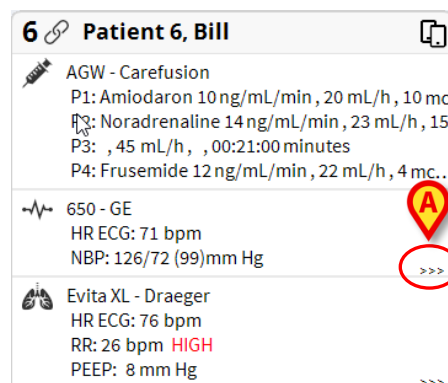 6 Patient 6, Bill
AGW - Carefusion
P1: Amiodaron 10 ng/mL/min , 20 mL/h , 10 mc
P2: Noradrenaline 14 ng/mL/min , 23 mL/h , 15
P3: , 45 mL/h , , 00:21:00 minutes
P4: Frusemide 12 ng/mL/min , 22 mL/h , 4 mc...
650 - GE
A
HR ECG: 71 bpm
NBP: 126/72 (99)mm Hg
>>>
Evita XL - Draeger
HR ECG: 76 bpm
RR: 26 bpm HIGH
PEEP: 8 mm Hg
>>>